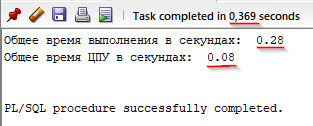 Task completed in 0,369 seconds
Общее время выполнения в секундах:  0.28
Общее время ЦПУ в секундах:  0.08
PL/SQL procedure successfully completed.